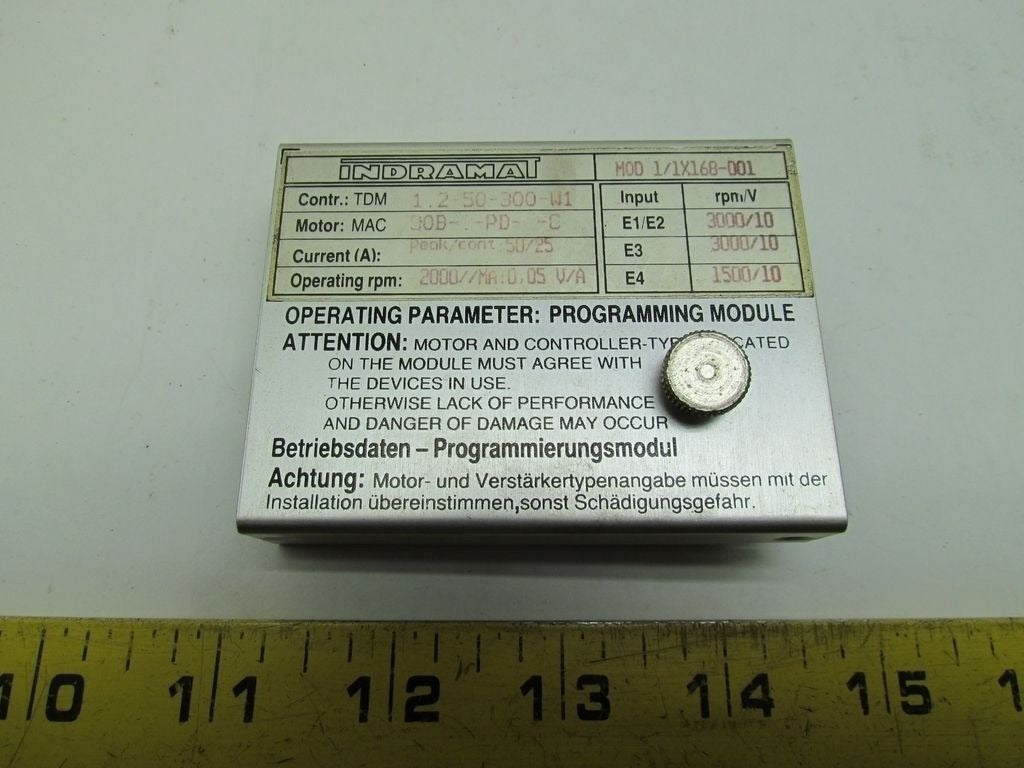 INDRAMAT MOD 1/1X168-001
Contr.: TDM 1.2-50-300-W1
Motor: MAC 90B- -PD- -C
Current (A): Peak/cont 50/25
Operating rpm: 2000//MA:0,05 V/A
Input rpm/V
E1/E2 3000/10
E3 3000/10
E4 1500/10
OPERATING PARAMETER: PROGRAMMING MODULE
ATTENTION: MOTOR AND CONTROLLER-
ON THE MODULE MUST AGREE WITH
THE DEVICES IN USE.
OTHERWISE LACK OF PERFORMANCE
AND DANGER OF DAMAGE MAY OCCUR
Betriebsdaten – Programmierungsmodul
Achtung: Motor- und Verstärkertypenangabe müssen mit der
Installation übereinstimmen,sonst Schädigungsgefahr.
10 11 12 13 14 15